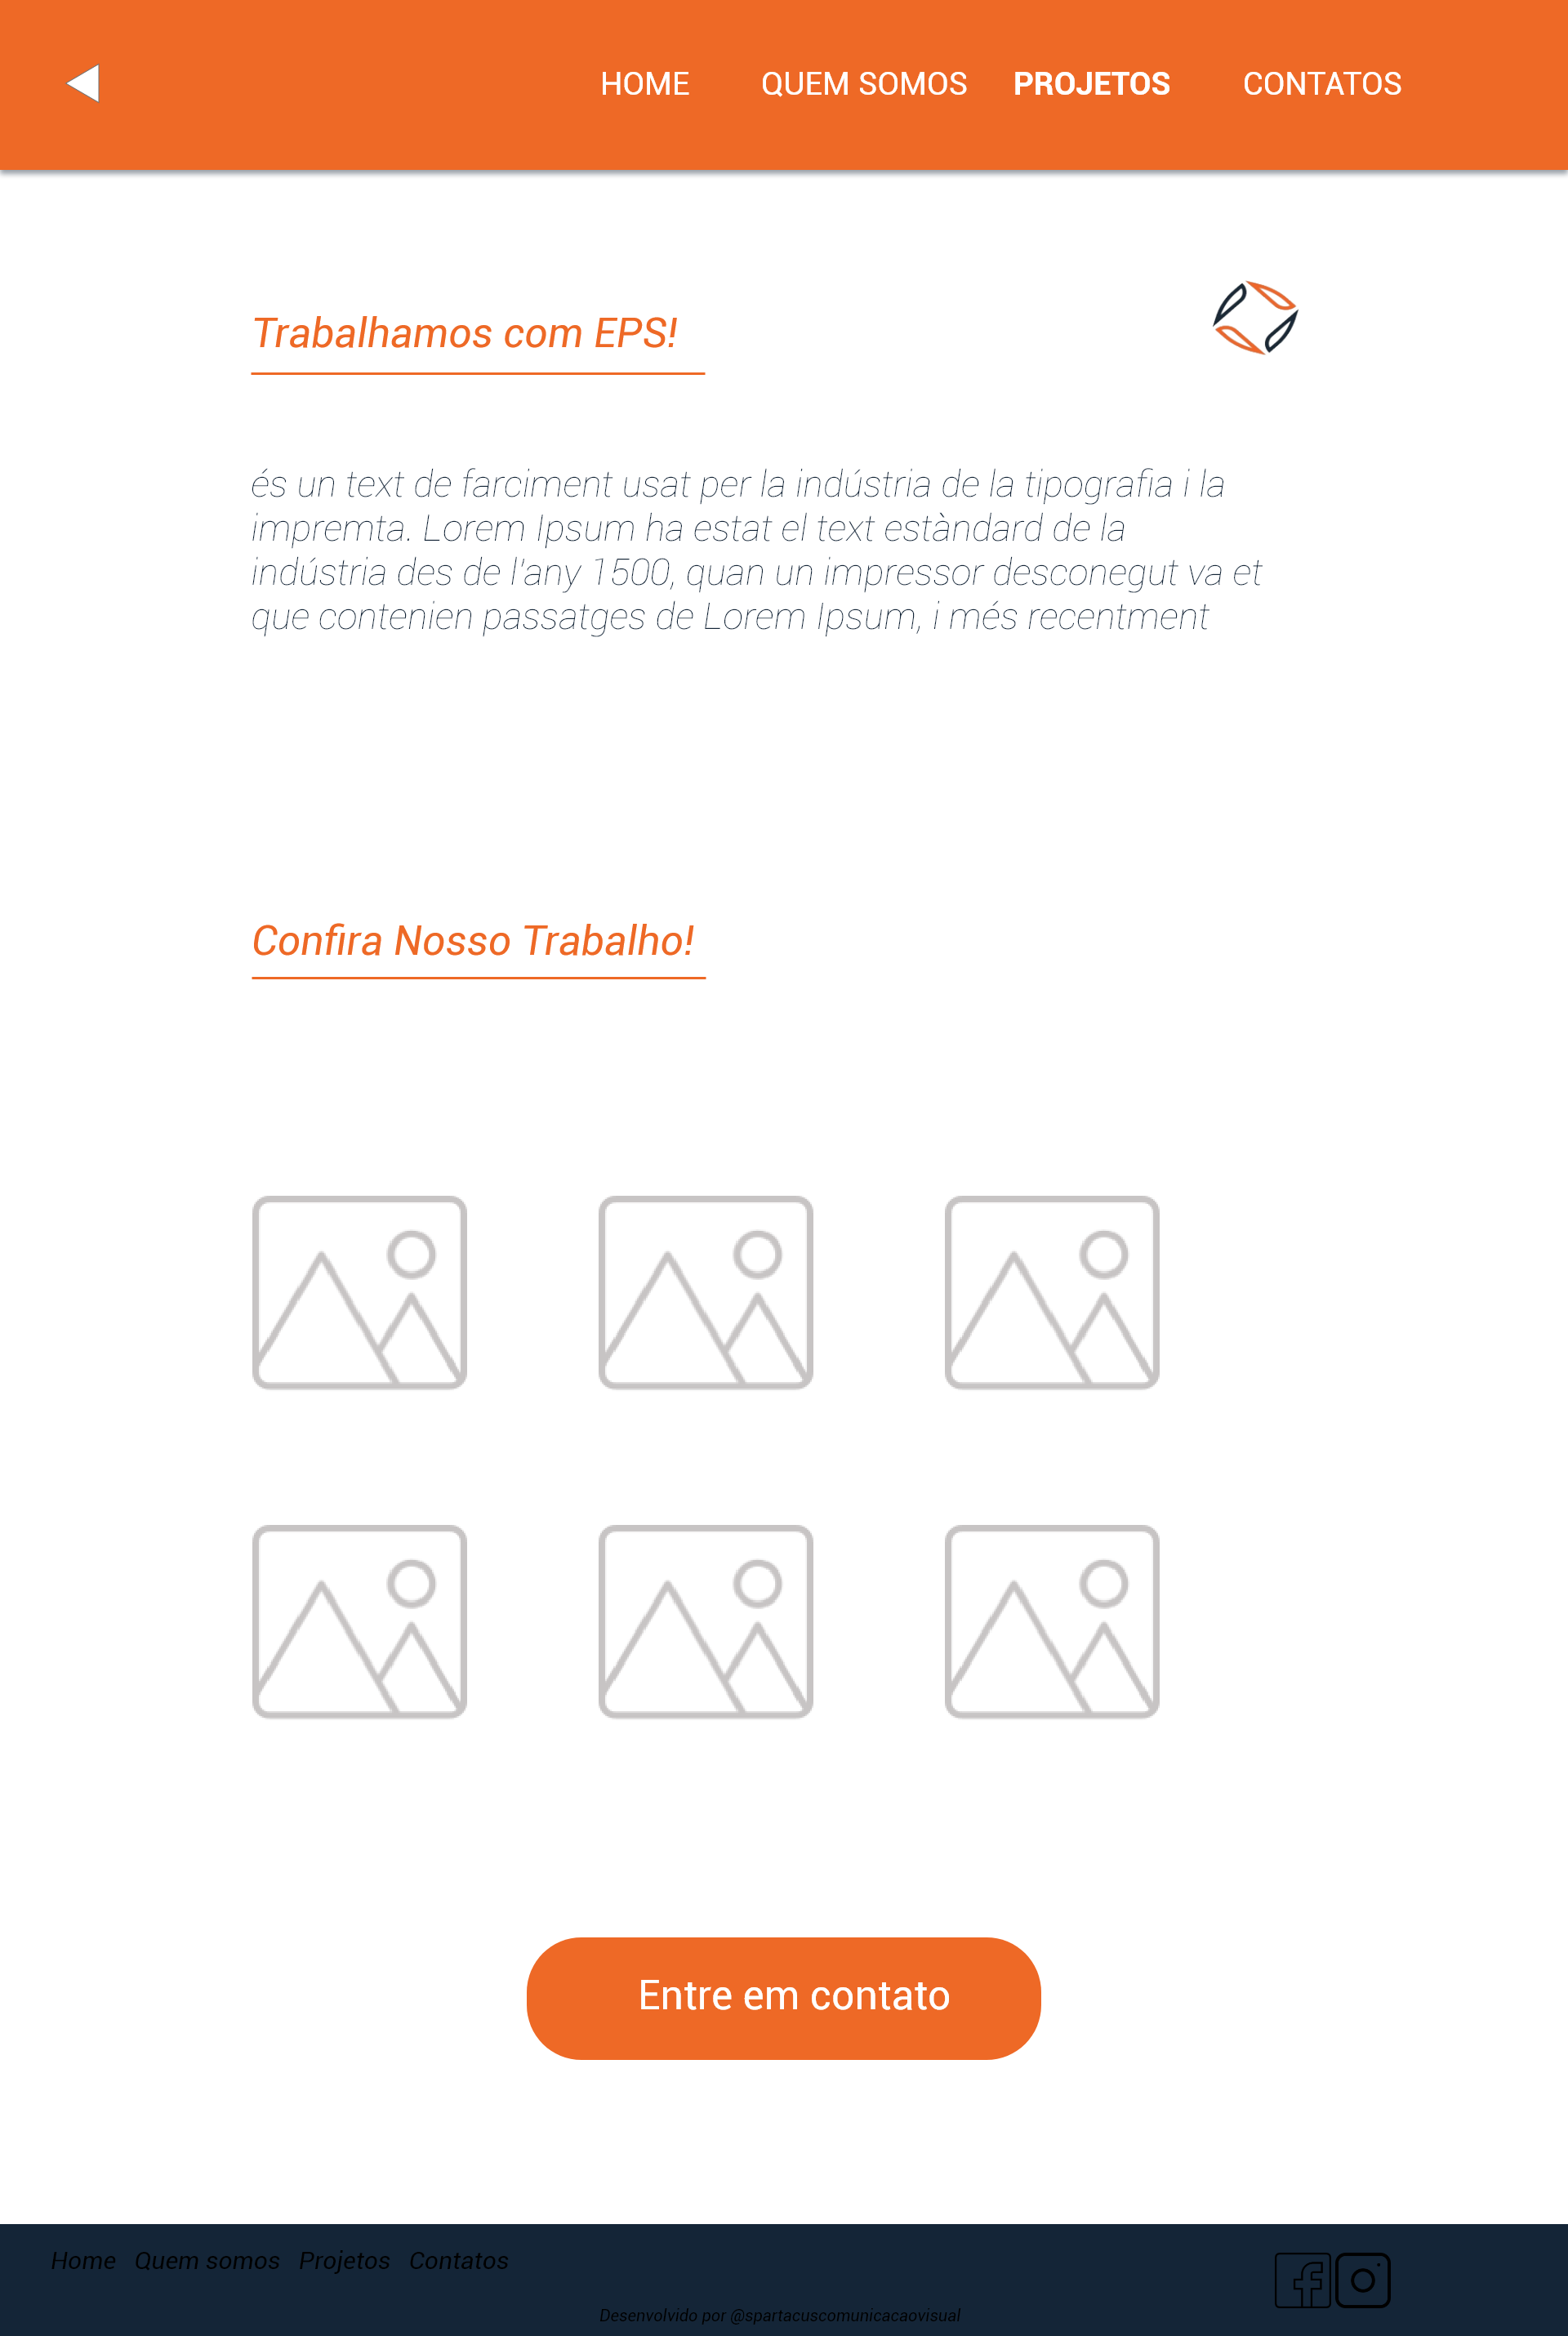 HOME QUEM SOMOS PROJETOS CONTATOS
Trabalhamos com EPS!
és un text de farciment usat per la indústria de la tipografia i la
impremta. Lorem Ipsum ha estat el text estàndard de la
indústria des de l'any 1500, quan un impressor desconegut va et
que contenien passatges de Lorem Ipsum, i més recentment
Confira Nosso Trabalho!
Entre em contato
Home Quem somos Projetos Contatos
Desenvolvido por @spartacuscomunicacaovisual